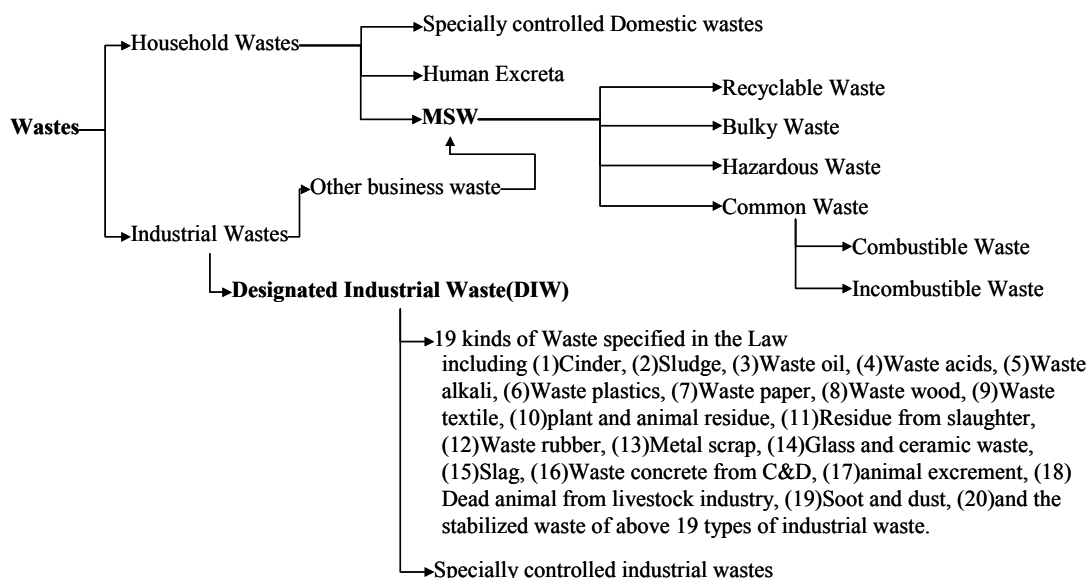 Specially controlled Domestic wastes
Household Wastes
Human Excreta
Recyclable Waste
MSW
Wastes
Bulky Waste
Hazardous Waste
Other business waste
Common Waste
Industrial Wastes
Combustible Waste
Designated Industrial Waste(DIW)
Incombustible Waste
19 kinds of Waste specified in the Law
including (1)Cinder, (2)Sludge, (3)Waste oil, (4)Waste acids, (5)Waste
alkali, (6)Waste plastics, (7)Waste paper, (8)Waste wood, (9)Waste
textile, (10)plant and animal residue, (11)Residue from slaughter,
(12)Waste rubber, (13)Metal scrap, (14)Glass and ceramic waste,
(15)Slag, (16)Waste concrete from C&D, (17)animal excrement, (18)
Dead animal from livestock industry, (19)Soot and dust, (20)and the
stabilized waste of above 19 types of industrial waste.
Specially controlled industrial wastes